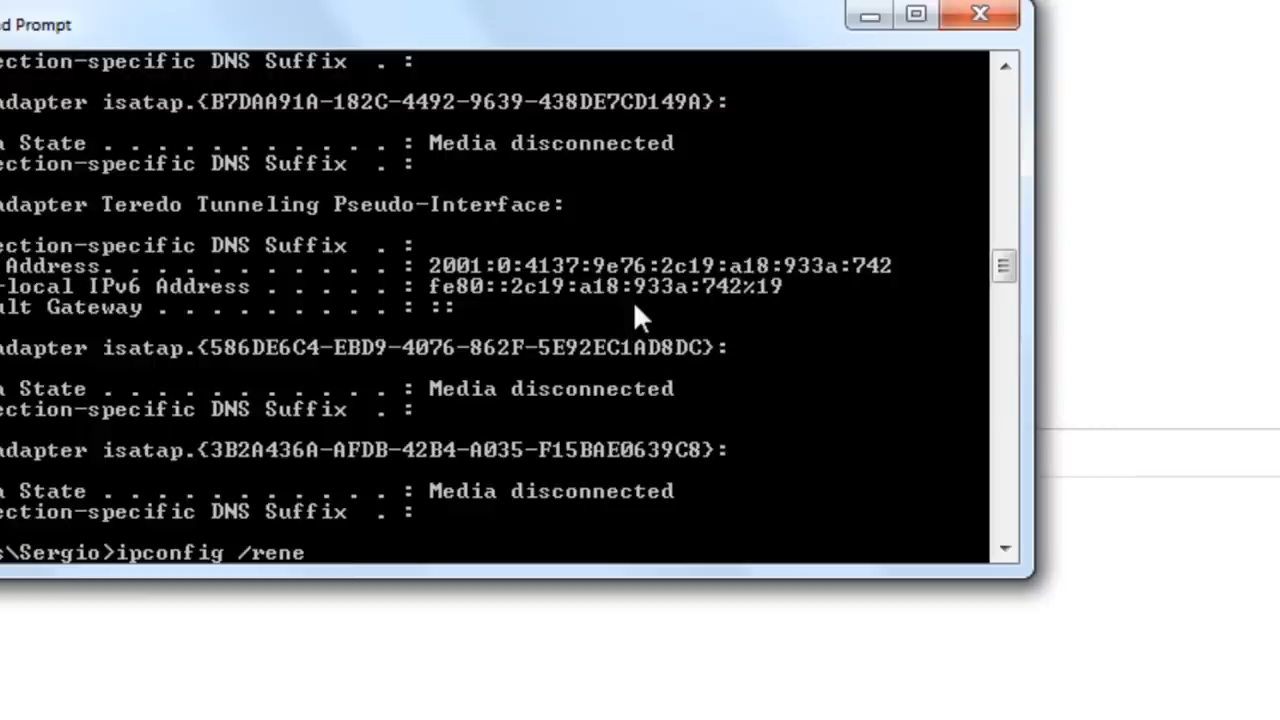 d Prompt
ection-specific DNS Suffix . :
adapter isatap.{B7DAA91A-182C-4492-9639-438DE7CD149A}:
a State . . . . . . . . . . . : Media disconnected
ection-specific DNS Suffix . :
adapter Teredo Tunneling Pseudo-Interface:
ection-specific DNS Suffix . :
Address. . . . . . . . . . . : 2001:0:4137:9e76:2c19:a18:933a:742
-local IPv6 Address . . . . . : fe80::2c19:a18:933a:742%19
ult Gateway . . . . . . . . . : ::
adapter isatap.{586DE6C4-EBD9-4076-862F-5E92EC1AD8DC}:
a State . . . . . . . . . . . : Media disconnected
ection-specific DNS Suffix . :
adapter isatap.{3B2A436A-AFDB-42B4-A035-F15BAE0639C8}:
a State . . . . . . . . . . . : Media disconnected
ection-specific DNS Suffix . :
s\Sergio>ipconfig /rene